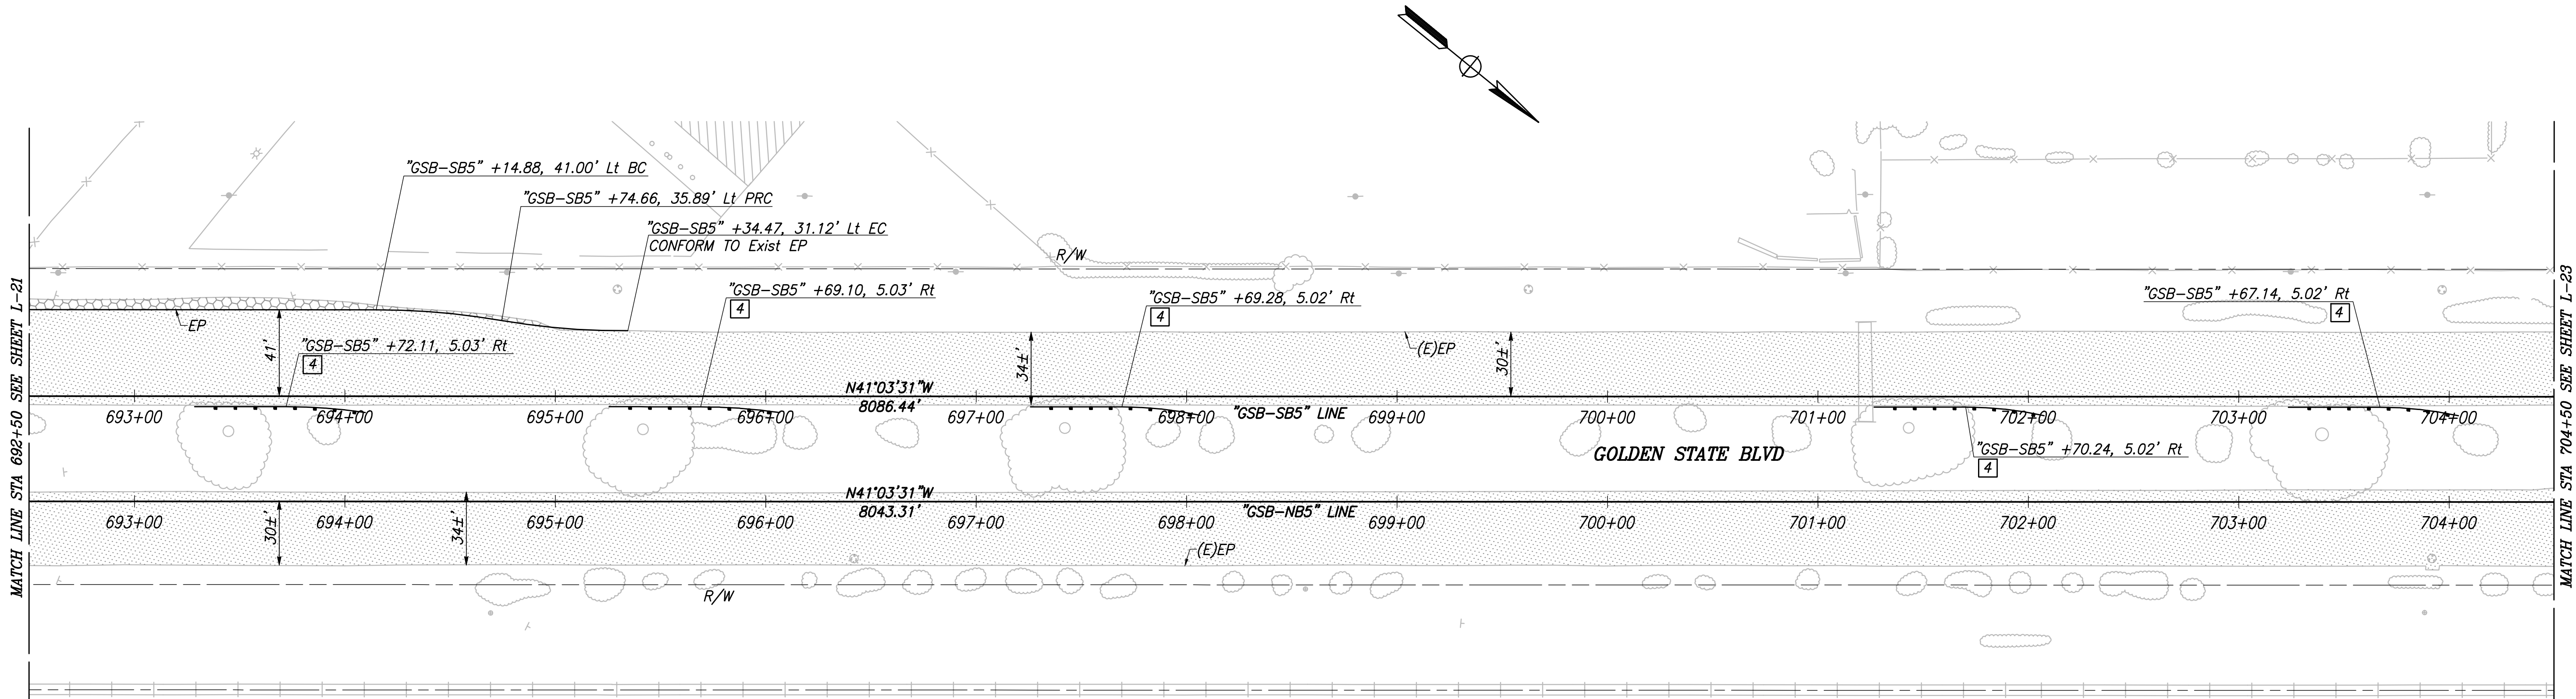 "GSB-SB5" +14.88, 41.00' Lt BC
"GSB-SB5" +74.66, 35.89' Lt PRC
"GSB-SB5" +34.47, 31.12' Lt EC
CONFORM TO Exist EP
R/W
"GSB-SB5" +69.10, 5.03' Rt
4
"GSB-SB5" +69.28, 5.02' Rt
4
"GSB-SB5" +67.14, 5.02' Rt
4
EP
"GSB-SB5" +72.11, 5.03' Rt
4
41'
34±'
(E)EP
30±'
N41°03'31"W
8086.44'
"GSB-SB5" LINE
693+00
694+00
695+00
696+00
697+00
698+00
699+00
700+00
701+00
702+00
703+00
704+00
GOLDEN STATE BLVD
"GSB-SB5" +70.24, 5.02' Rt
4
N41°03'31"W
8043.31'
"GSB-NB5" LINE
693+00
694+00
695+00
696+00
697+00
698+00
699+00
700+00
701+00
702+00
703+00
704+00
30±'
34±'
(E)EP
R/W
MATCH LINE STA 692+50 SEE SHEET L-21
MATCH LINE STA 704+50 SEE SHEET L-23